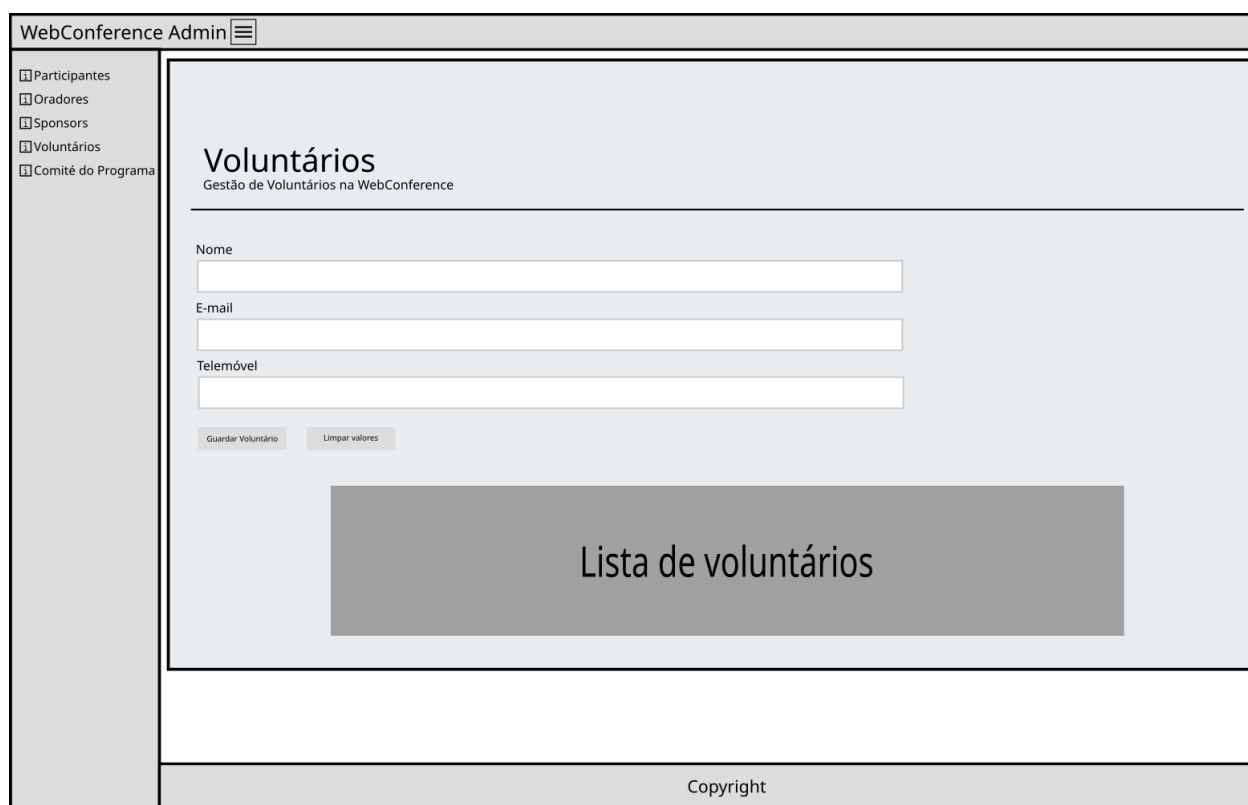 WebConference Admin
Participantes
Oradores
Sponsors
Voluntários
Comité do Programa
Voluntários
Gestão de Voluntários na WebConference
Nome
E-mail
Telemóvel
Guardar Voluntário Limpar valores
Lista de voluntários
Copyright